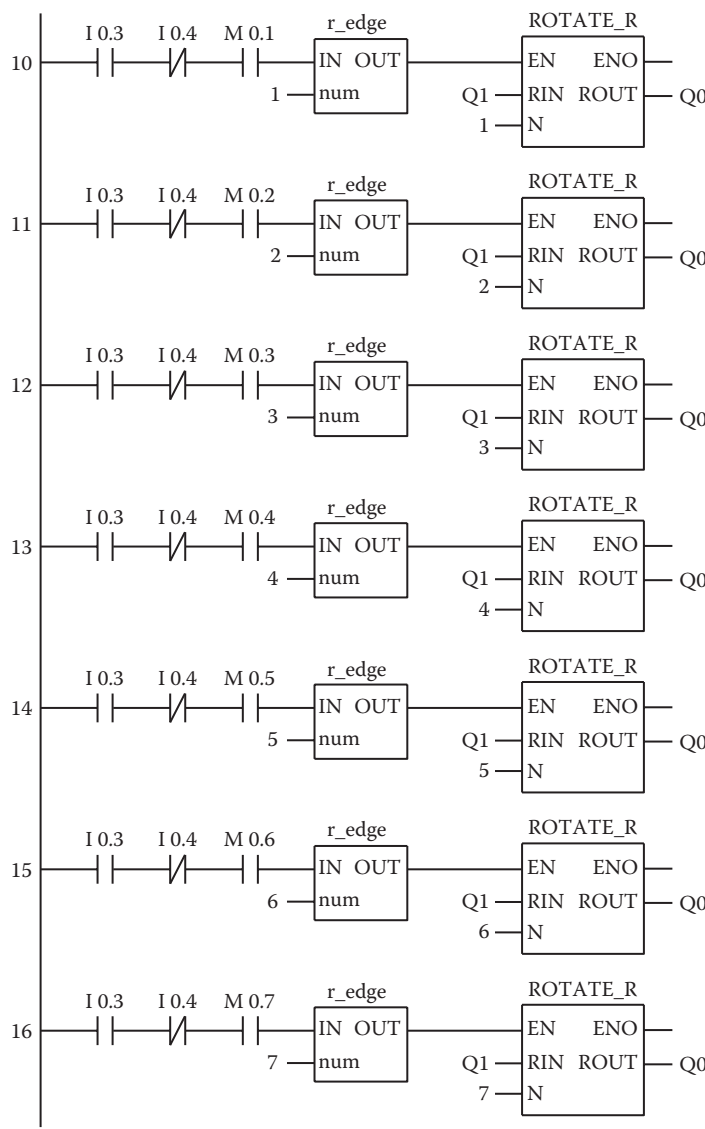 I 0.3 I 0.4 M 0.1 r_edge ROTATE_R
10 IN OUT EN ENO
1 num Q1 RIN ROUT Q0
1 N
I 0.3 I 0.4 M 0.2 r_edge ROTATE_R
11 IN OUT EN ENO
2 num Q1 RIN ROUT Q0
2 N
I 0.3 I 0.4 M 0.3 r_edge ROTATE_R
12 IN OUT EN ENO
3 num Q1 RIN ROUT Q0
3 N
I 0.3 I 0.4 M 0.4 r_edge ROTATE_R
13 IN OUT EN ENO
4 num Q1 RIN ROUT Q0
4 N
I 0.3 I 0.4 M 0.5 r_edge ROTATE_R
14 IN OUT EN ENO
5 num Q1 RIN ROUT Q0
5 N
I 0.3 I 0.4 M 0.6 r_edge ROTATE_R
15 IN OUT EN ENO
6 num Q1 RIN ROUT Q0
6 N
I 0.3 I 0.4 M 0.7 r_edge ROTATE_R
16 IN OUT EN ENO
7 num Q1 RIN ROUT Q0
7 N